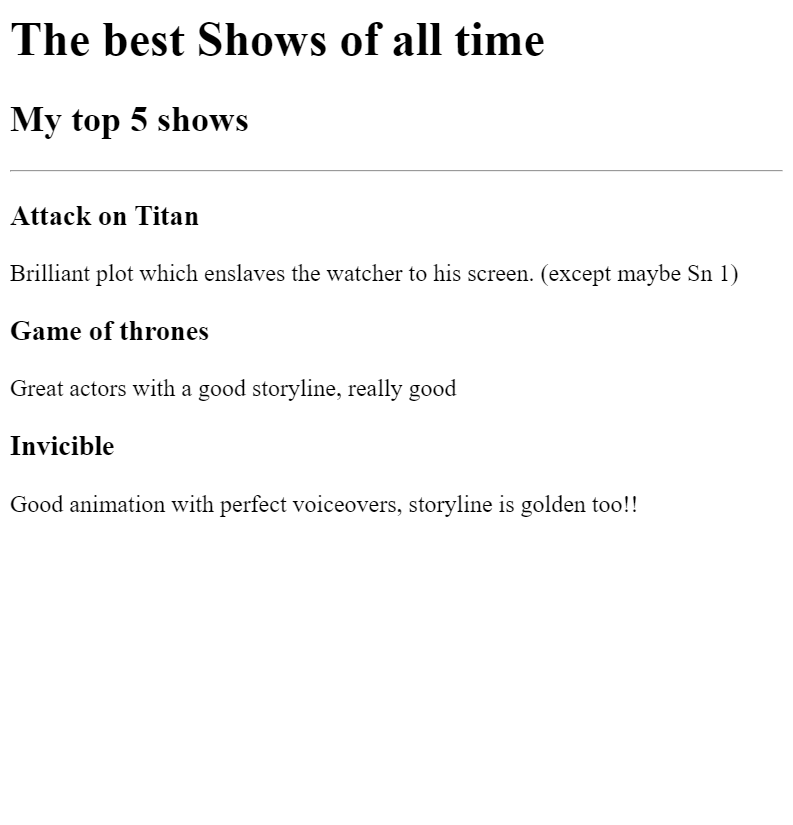 The best Shows of all time
My top 5 shows
Attack on Titan
Brilliant plot which enslaves the watcher to his screen. (except maybe Sn 1)
Game of thrones
Great actors with a good storyline, really good
Invicible
Good animation with perfect voiceovers, storyline is golden too!!